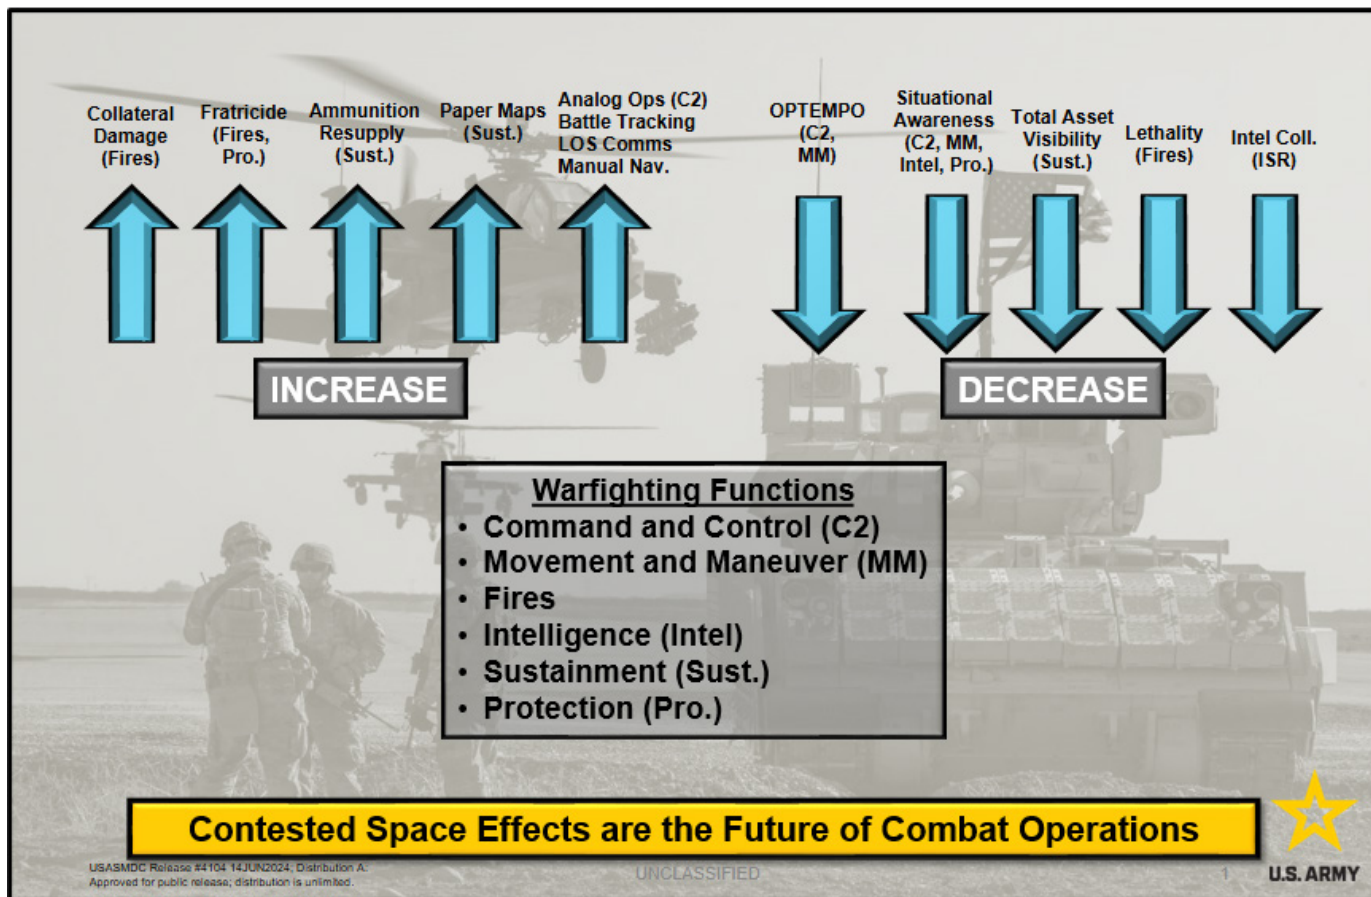 Collateral
Damage
(Fires)
Fratricide
(Fires,
Pro.)
Ammunition
Resupply
(Sust.)
Paper Maps
(Sust.)
Analog Ops (C2)
Battle Tracking
LOS Comms
Manual Nav.
OPTEMPO
(C2,
MM)
Situational
Awareness
(C2, MM,
Intel, Pro.)
Total Asset
Visibility
(Sust.)
Lethality
(Fires)
Intel Coll.
(ISR)
INCREASE
DECREASE
Warfighting Functions
• Command and Control (C2)
• Movement and Maneuver (MM)
• Fires
• Intelligence (Intel)
• Sustainment (Sust.)
• Protection (Pro.)
Contested Space Effects are the Future of Combat Operations
USASMDC Release #4104 14JUN2024; Distribution A:
Approved for public release; distribution is unlimited.
UNCLASSIFIED
1
U.S. ARMY